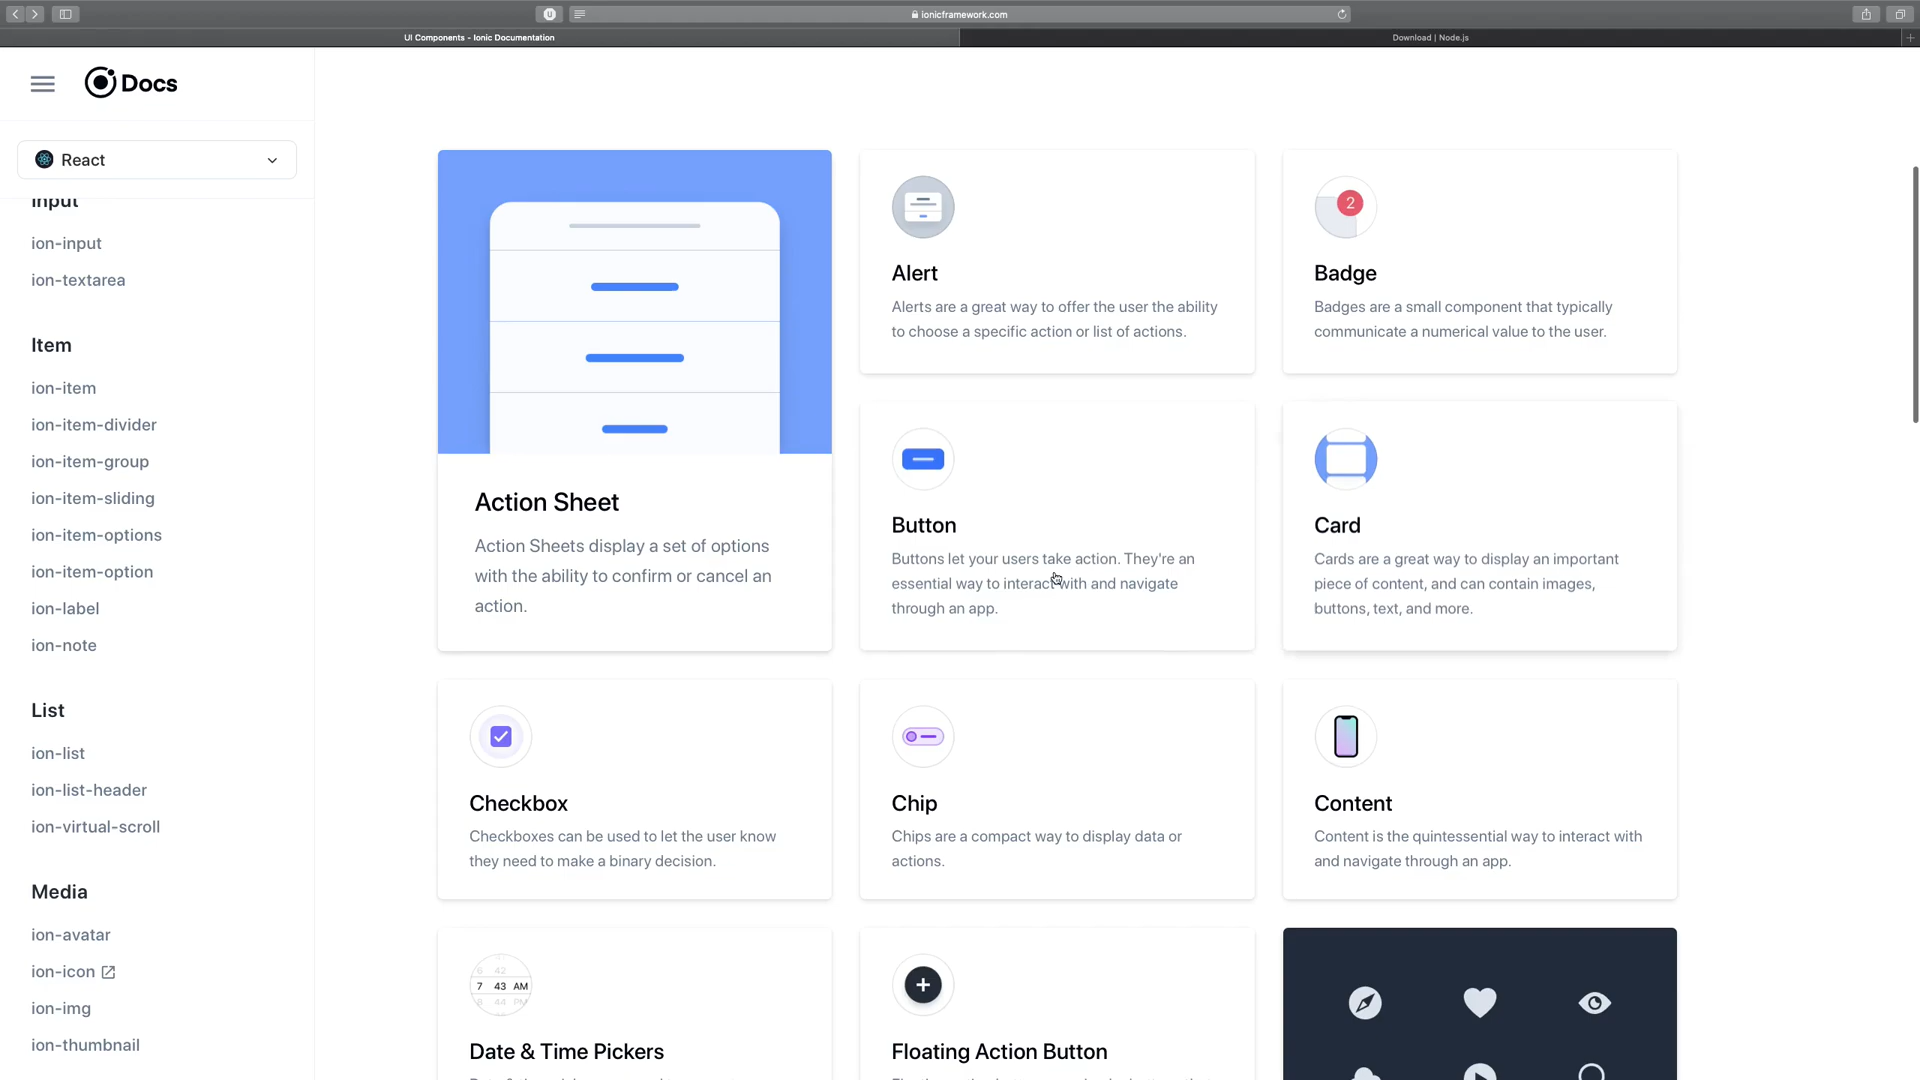 ionicframework.com
UI Components - Ionic Documentation
Download | Node.js
Docs
React
Input
ion-input
ion-textarea
Item
ion-item
ion-item-divider
ion-item-group
ion-item-sliding
ion-item-options
ion-item-option
ion-label
ion-note
List
ion-list
ion-list-header
ion-virtual-scroll
Media
ion-avatar
ion-icon
ion-img
ion-thumbnail
Action Sheet
Action Sheets display a set of options
with the ability to confirm or cancel an
action.
Alert
Alerts are a great way to offer the user the ability
to choose a specific action or list of actions.
2
Badge
Badges are a small component that typically
communicate a numerical value to the user.
Button
Buttons let your users take action. They're an
essential way to interact with and navigate
through an app.
Card
Cards are a great way to display an important
piece of content, and can contain images,
buttons, text, and more.
Checkbox
Checkboxes can be used to let the user know
they need to make a binary decision.
Chip
Chips are a compact way to display data or
actions.
Content
Content is the quintessential way to interact with
and navigate through an app.
6 42
7 43 AM
8 44 PM
Date & Time Pickers
Floating Action Button